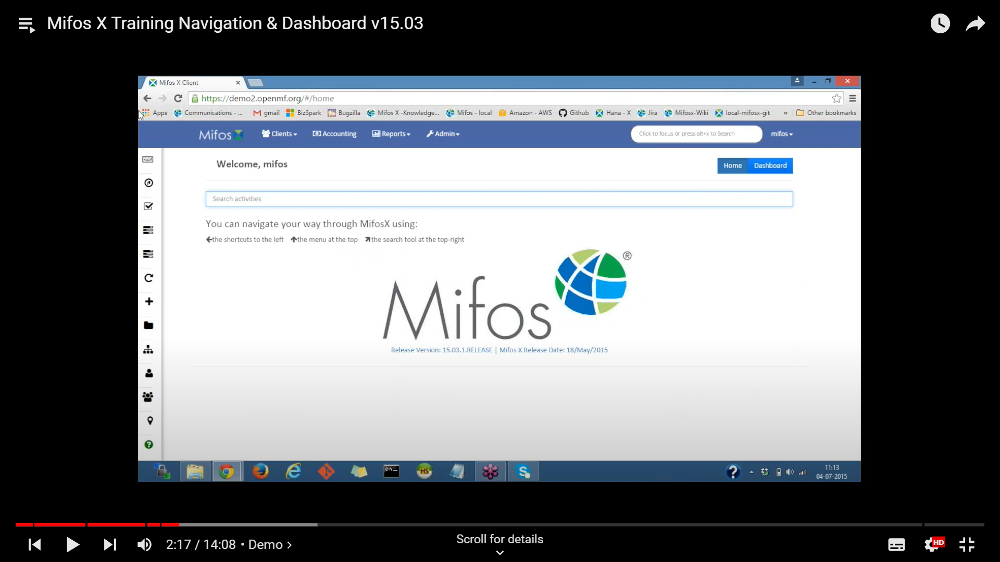 Mifos X Training Navigation & Dashboard v15.03
Mifos X Client
https://demo2.openmf.org/#/home
Apps Communications - ... gmail BizSpark Bugzilla Mifos X -Knowledge... Mifos - local Amazon - AWS Github Hana - X Jira Mifosx-Wiki local-mifosx-git » Other bookmarks
Mifos Clients Accounting Reports Admin Click to focus or press alt+x to Search mifos
Welcome, mifos
Home Dashboard
Search activities
You can navigate your way through MifosX using:
the shortcuts to the left the menu at the top the search tool at the top-right
Mifos ®
Release Version: 15.03.1.RELEASE | Mifos X Release Date: 18/May/2015
C:\
HS
S
11:13
04-07-2015
2:17 / 14:08 • Demo
Scroll for details
HD